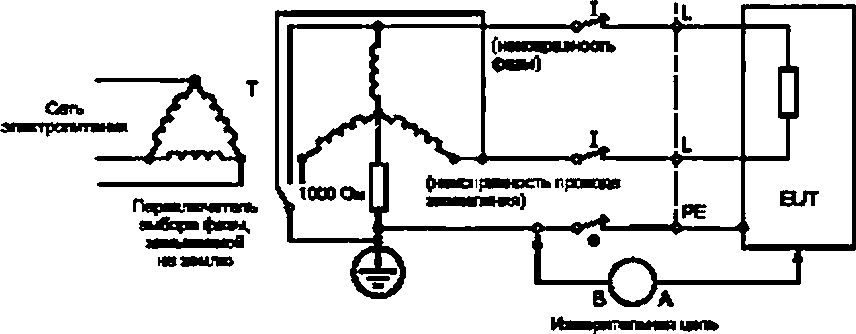 I
L
(неисправность
фазы)
T
Сеть
электропитания
I
L
1000 Ом
(неисправность провода
заземления)
PE
EUT
Переключатель
выбора фазы,
замыкаемой
на землю
e
B
A
Измерительная цепь